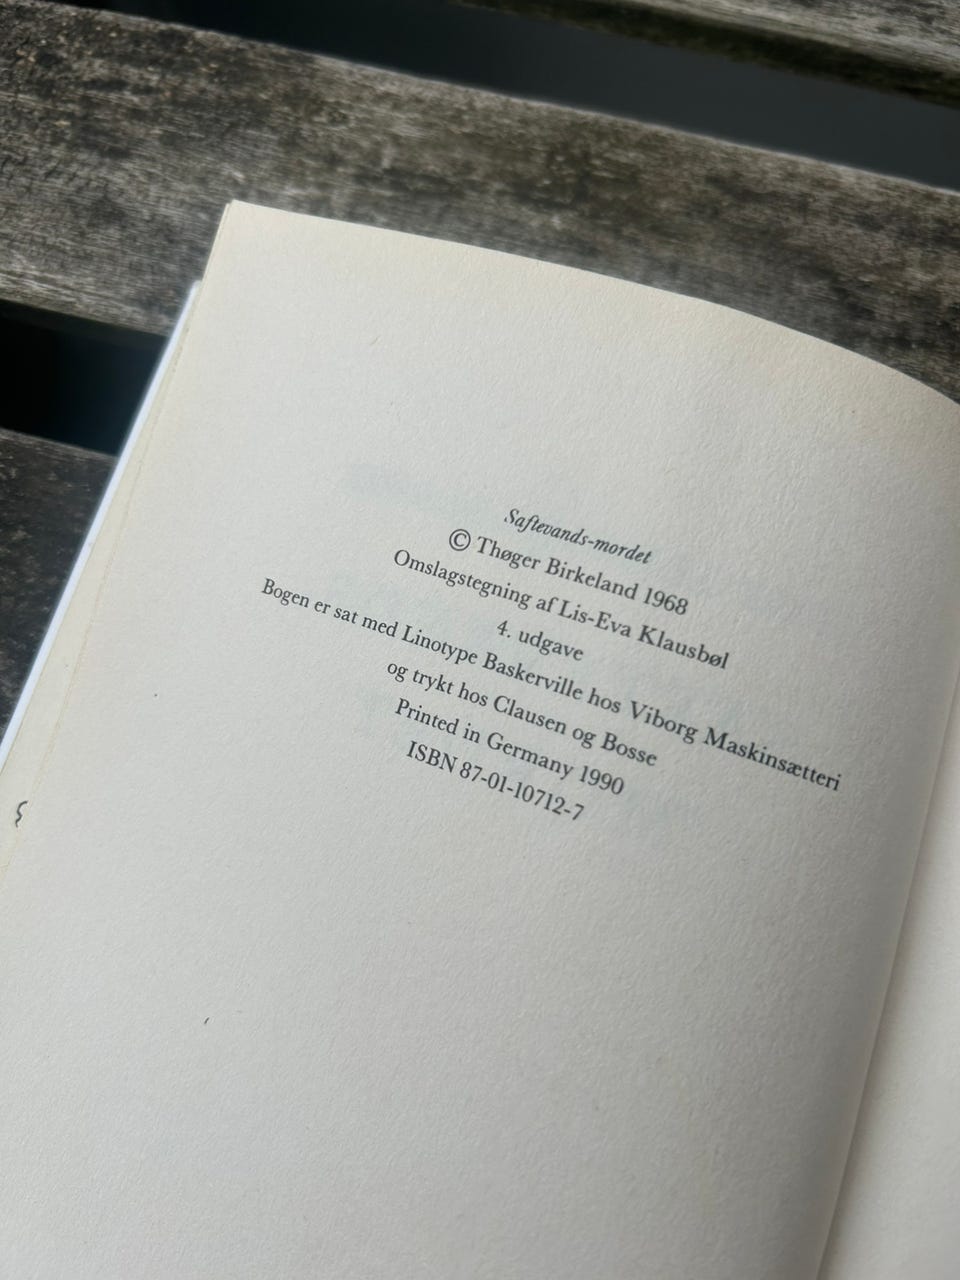 Saftevands-mordet
© Thøger Birkeland 1968
Omslagstegning af Lis-Eva Klausbøl
4. udgave
Bogen er sat med Linotype Baskerville hos Viborg Maskinsætteri
og trykt hos Clausen og Bosse
Printed in Germany 1990
ISBN 87-01-10712-7